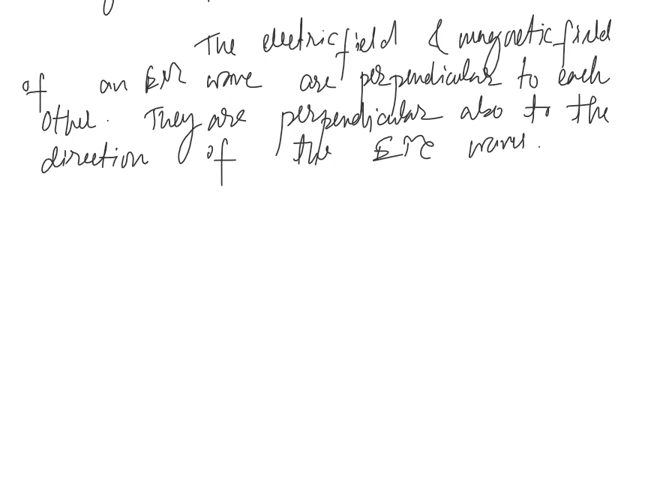 The electric field & magnetic field
of an EM wave are perpendicular to each
other. They are perpendicular also to the
direction of the EM waves.